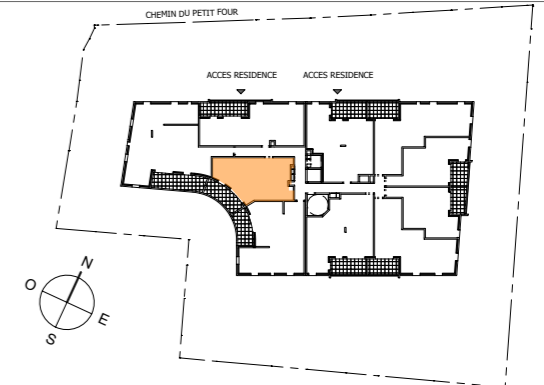 CHEMIN DU PETIT FOUR
ACCES RESIDENCE ACCES RESIDENCE
N
O
E
S